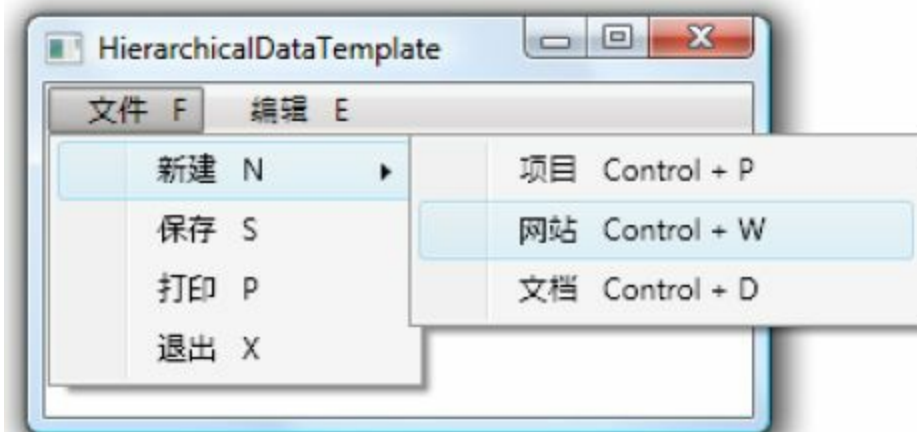 HierarchicalDataTemplate
文件 F 编辑 E
新建 N
保存 S
打印 P
退出 X
项目 Control + P
网站 Control + W
文档 Control + D